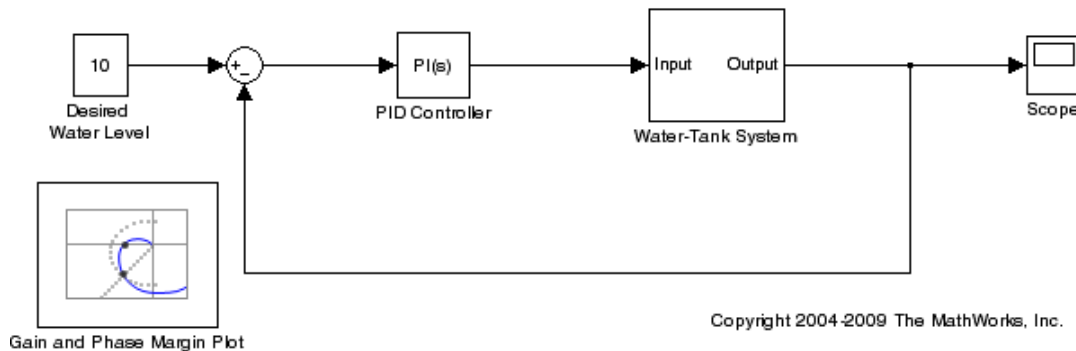 10
Desired
Water Level
+
−
PI(s)
PID Controller
Input
Output
Water-Tank System
Scope
Gain and Phase Margin Plot
Copyright 2004-2009 The MathWorks, Inc.